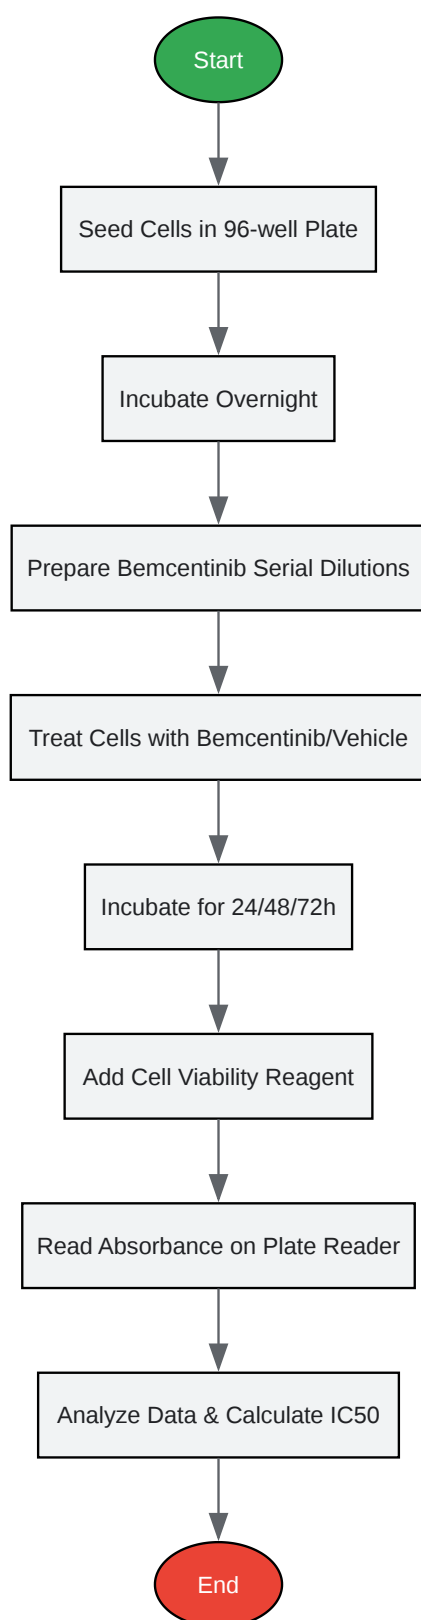 Start
Seed Cells in 96-well Plate
Incubate Overnight
Prepare Bemcentinib Serial Dilutions
Treat Cells with Bemcentinib/Vehicle
Incubate for 24/48/72h
Add Cell Viability Reagent
Read Absorbance on Plate Reader
Analyze Data & Calculate IC50
End